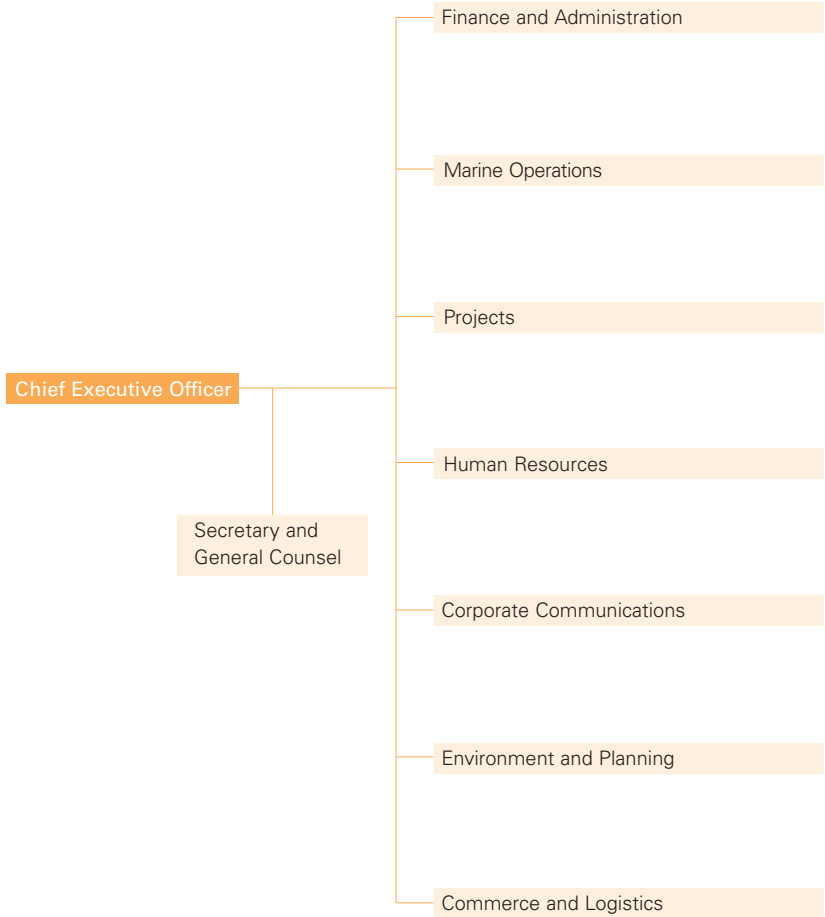 Finance and Administration
Marine Operations
Projects
Chief Executive Officer
Human Resources
Secretary and
General Counsel
Corporate Communications
Environment and Planning
Commerce and Logistics